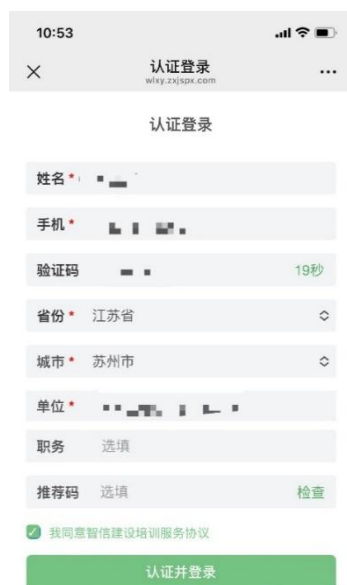 10:53
认证登录
wlxy.zxjspx.com
认证登录
姓名 *
手机 *
验证码 19秒
省份 * 江苏省
城市 * 苏州市
单位 *
职务 选填
推荐码 选填 检查
我同意智信建设培训服务协议
认证并登录